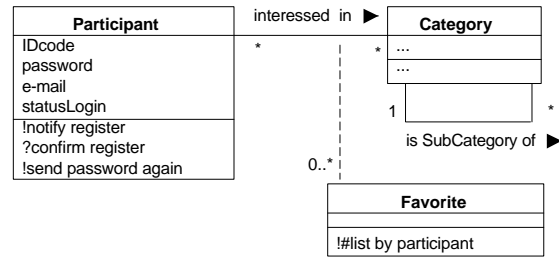 interessed in ►
Participant
IDcode
password
e-mail
statusLogin
!notify register
?confirm register
!send password again
*
*
Category
...
...
1
*
is SubCategory of ►
0..*
Favorite
!#list by participant